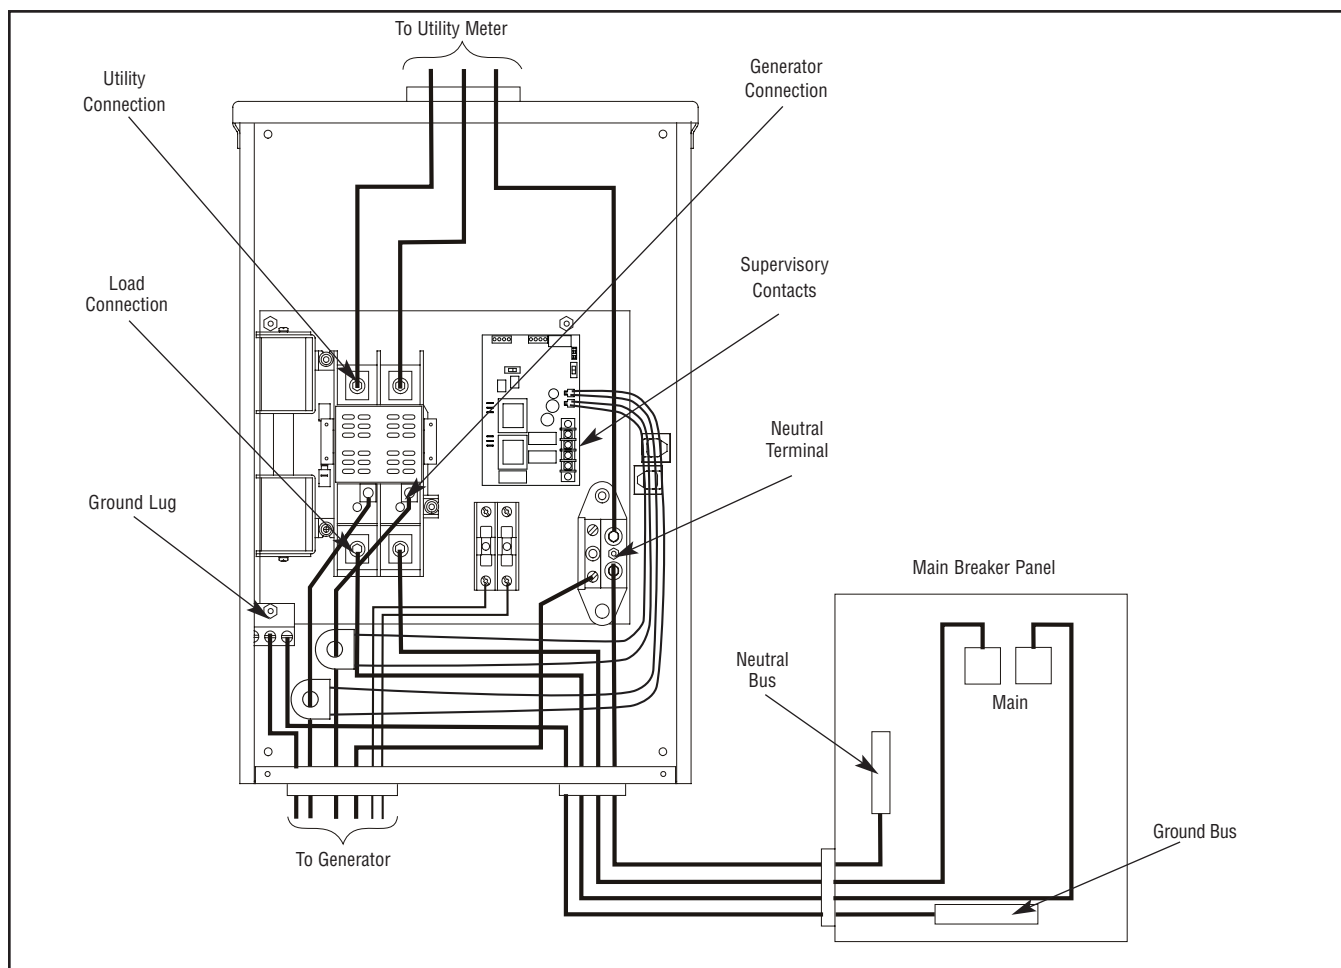 To Utility Meter
Utility
Connection
Generator
Connection
Load
Connection
Supervisory
Contacts
Neutral
Terminal
Ground Lug
Main Breaker Panel
Neutral
Bus
Main
Ground Bus
To Generator